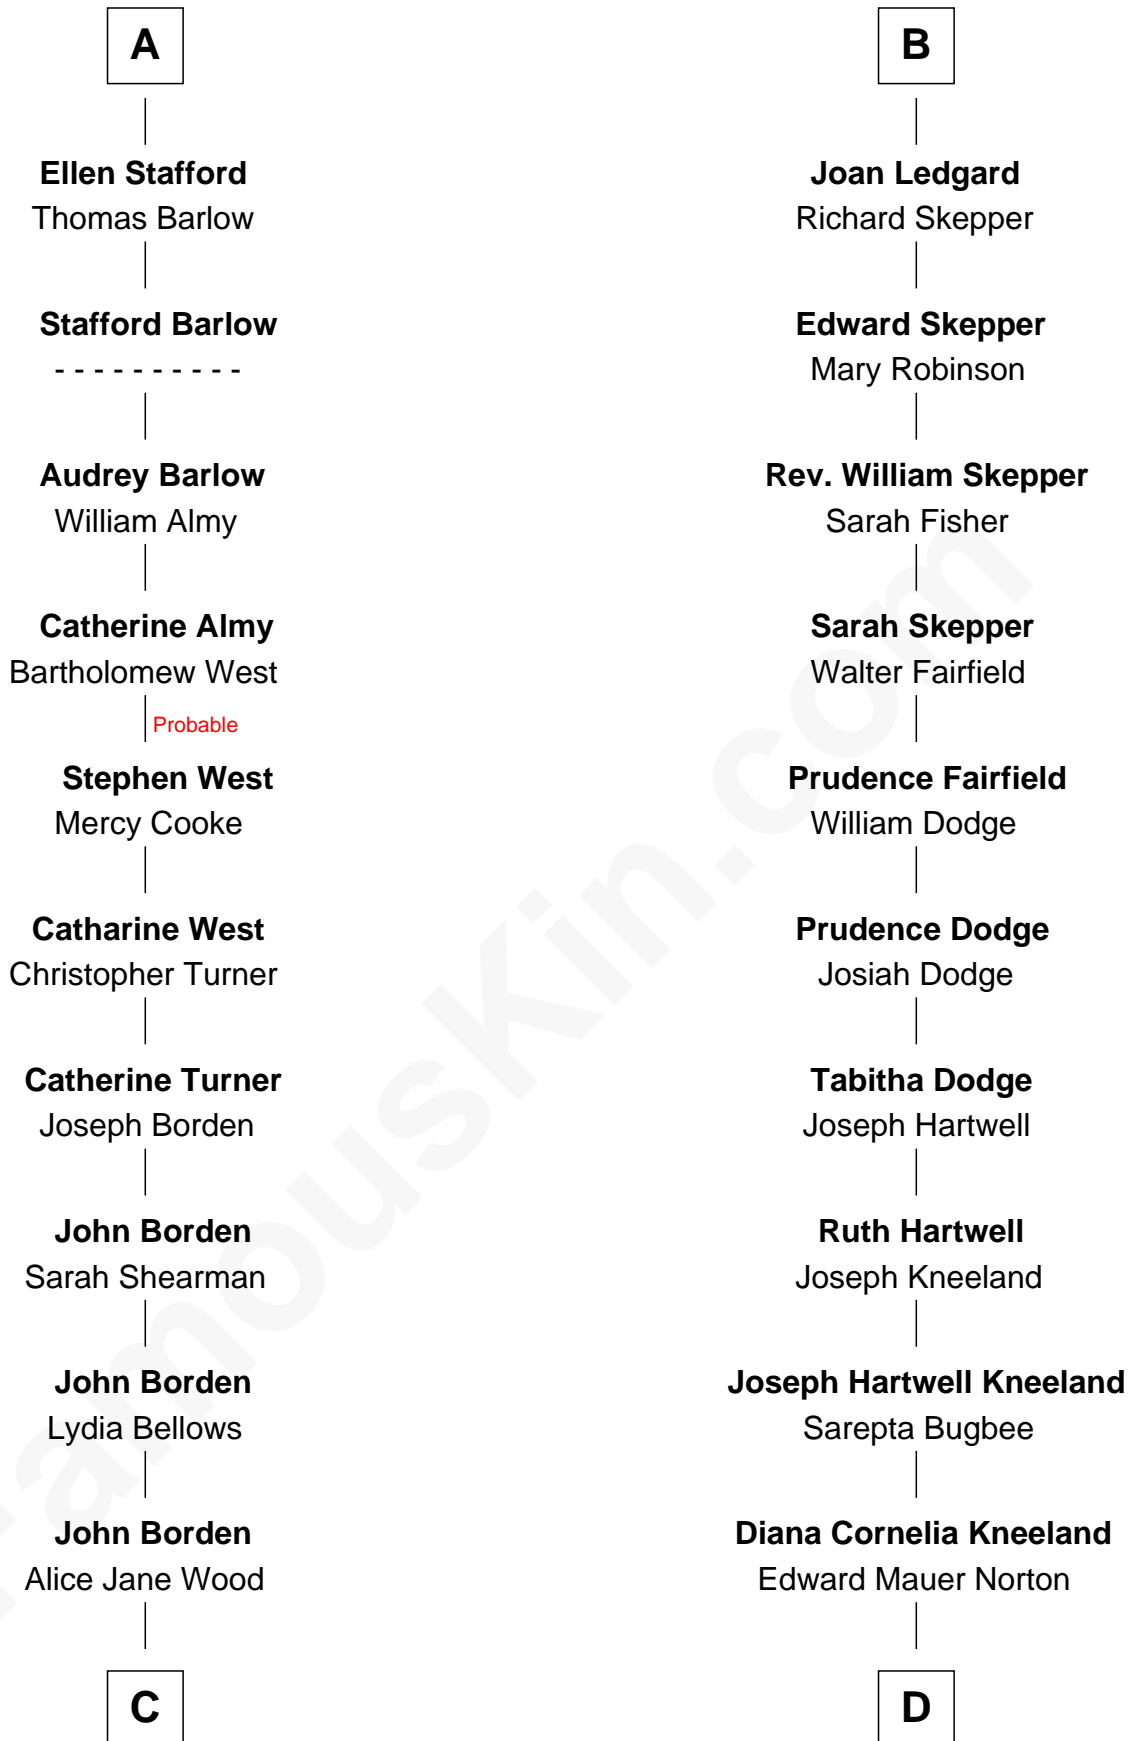 A
Ellen Stafford
Thomas Barlow
Stafford Barlow
- - - - - - - - - -
Audrey Barlow
William Almy
Catherine Almy
Bartholomew West
Probable
Stephen West
Mercy Cooke
Catharine West
Christopher Turner
Catherine Turner
Joseph Borden
John Borden
Sarah Shearman
John Borden
Lydia Bellows
John Borden
Alice Jane Wood
C
B
Joan Ledgard
Richard Skepper
Edward Skepper
Mary Robinson
Rev. William Skepper
Sarah Fisher
Sarah Skepper
Walter Fairfield
Prudence Fairfield
William Dodge
Prudence Dodge
Josiah Dodge
Tabitha Dodge
Joseph Hartwell
Ruth Hartwell
Joseph Kneeland
Joseph Hartwell Kneeland
Sarepta Bugbee
Diana Cornelia Kneeland
Edward Mauer Norton
D
FamousKin.com